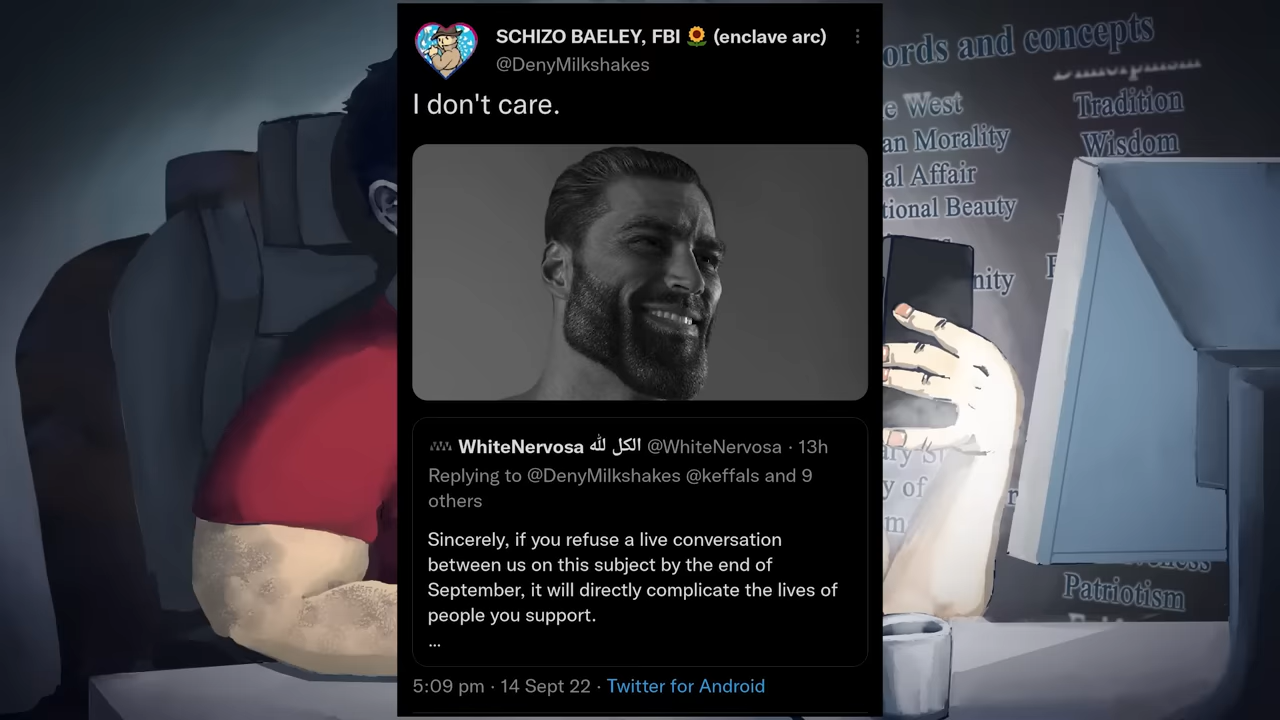 SCHIZO BAELEY, FBI 🌻 (enclave arc)
@DenyMilkshakes
I don't care.
WhiteNervosa الكل لله @WhiteNervosa · 13h
Replying to @DenyMilkshakes @keffals and 9
others
Sincerely, if you refuse a live conversation
between us on this subject by the end of
September, it will directly complicate the lives of
people you support.
...
5:09 pm · 14 Sept 22 · Twitter for Android
ords and concepts
e West
an Morality
al Affair
tional Beauty
nity
y of
m
Dimorphism
Tradition
Wisdom
Patriotism